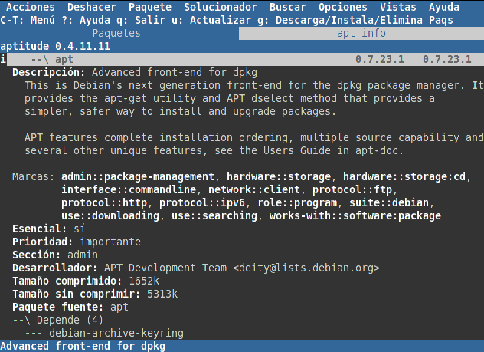 Acciones Deshacer Paquete Solucionador Buscar Opciones Vistas Ayuda
C-T: Menú ?: Ayuda q: Salir u: Actualizar g: Descarga/Instala/Elimina Paqs
Paqueles apt info
aptitude 0.4.11.11
i --\ apt 0.7.23.1 0.7.23.1
Descripción: Advanced front-end for dpkg
This is Debian's next generation front-end for the dpkg package manager. It
provides the apt-get utility and APT dselect method that provides a
simpler, safer way to install and upgrade packages.
APT features complete installation ordering, multiple source capability and
several other unique features, see the Users Guide in apt-doc.
Marcas: admin::package-management, hardware::storage, hardware::storage:cd,
interface::commandline, network::client, protocol::ftp,
protocol::http, protocol::ipv6, role::program, suite::debian,
use::downloading, use::searching, works-with::software:package
Esencial: sí
Prioridad: importante
Sección: admin
Desarrollador: APT Development Team <deity@lists.debian.org>
Tamaño comprimido: 1652k
Tamaño sin comprimir: 5313k
Paquete fuente: apt
--\ Depende (4)
--- debian-archive-keyring
Advanced front-end for dpkg